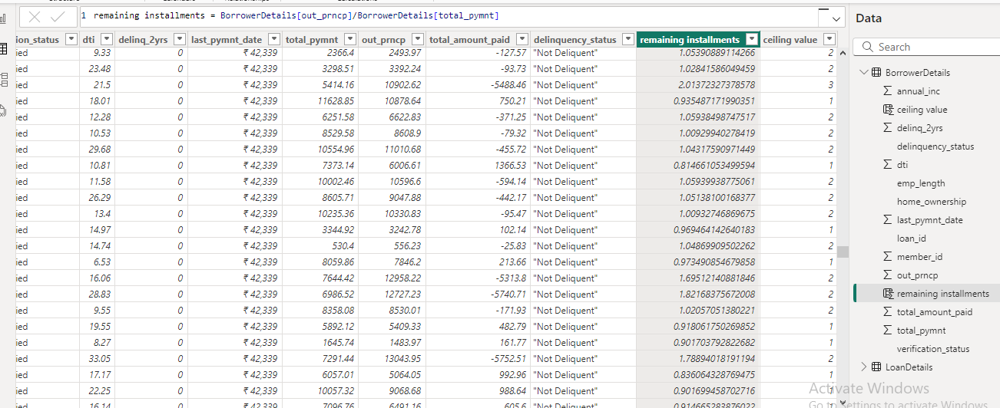 1 remaining installments = BorrowerDetails[out_prncp]/BorrowerDetails[total_pymnt]
ion_status dti delinq_2yrs last_pymnt_date total_pymnt out_prncp total_amount_paid delinquency_status remaining installments ceiling value
ied 9.33 0 ₹ 42,339 2366.4 2493.97 -127.57 "Not Deliquent" 1.05390889114266 2
ied 23.48 0 ₹ 42,339 3298.51 3392.24 -93.73 "Not Deliquent" 1.02841586049459 2
ied 21.5 0 ₹ 42,339 5414.16 10902.62 -5488.46 "Not Deliquent" 2.01372327378578 3
ied 18.01 0 ₹ 42,339 11628.85 10878.64 750.21 "Not Deliquent" 0.935487171990351 1
ied 12.28 0 ₹ 42,339 6251.58 6622.83 -371.25 "Not Deliquent" 1.05938498747517 2
ied 10.53 0 ₹ 42,339 8529.58 8608.9 -79.32 "Not Deliquent" 1.00929940278419 2
ied 29.68 0 ₹ 42,339 10554.96 11010.68 -455.72 "Not Deliquent" 1.04317590971449 2
ied 10.81 0 ₹ 42,339 7373.14 6006.61 1366.53 "Not Deliquent" 0.814661053499594 1
ied 11.58 0 ₹ 42,339 10002.46 10596.6 -594.14 "Not Deliquent" 1.05939938775061 2
ied 26.29 0 ₹ 42,339 8605.71 9047.88 -442.17 "Not Deliquent" 1.05138100168377 2
ied 13.4 0 ₹ 42,339 10235.36 10330.83 -95.47 "Not Deliquent" 1.00932746869675 2
ied 14.97 0 ₹ 42,339 3344.92 3242.78 102.14 "Not Deliquent" 0.969464142640183 1
ied 14.74 0 ₹ 42,339 530.4 556.23 -25.83 "Not Deliquent" 1.04869909502262 2
ied 6.53 0 ₹ 42,339 8059.86 7846.2 213.66 "Not Deliquent" 0.973490854679858 1
ied 16.06 0 ₹ 42,339 7644.42 12958.22 -5313.8 "Not Deliquent" 1.69512140881846 2
ied 28.83 0 ₹ 42,339 6986.52 12727.23 -5740.71 "Not Deliquent" 1.82168375672008 2
ied 9.55 0 ₹ 42,339 8358.08 8530.01 -171.93 "Not Deliquent" 1.02057051380221 2
ied 19.55 0 ₹ 42,339 5892.12 5409.33 482.79 "Not Deliquent" 0.918061750269852 1
ied 8.27 0 ₹ 42,339 1645.74 1483.97 161.77 "Not Deliquent" 0.901703792822682 1
ied 33.05 0 ₹ 42,339 7291.44 13043.95 -5752.51 "Not Deliquent" 1.78894018191194 2
ied 17.17 0 ₹ 42,339 6057.01 5064.05 992.96 "Not Deliquent" 0.836064328769475 1
ied 22.25 0 ₹ 42,339 10057.32 9068.68 988.64 "Not Deliquent" 0.901699458702716 1
ied 16.14 0 ₹ 42,339 7096.76 6491.16 605.6 "Not Deliquent" 0.914665283876022
Data
Search
BorrowerDetails
annual_inc
ceiling value
delinq_2yrs
delinquency_status
dti
emp_length
home_ownership
last_pymnt_date
loan_id
member_id
out_prncp
remaining installments
total_amount_paid
total_pymnt
verification_status
LoanDetails
Activate Windows
Go to Settings to activate Windows